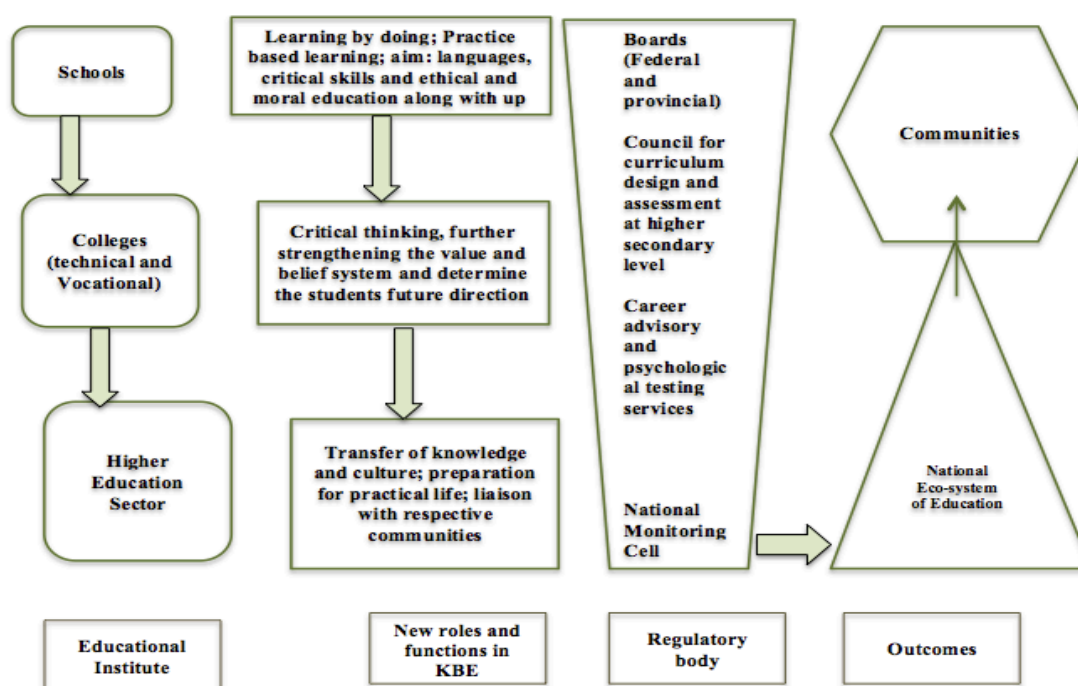 Schools
Colleges
(technical and
Vocational)
Higher
Education
Sector
Learning by doing; Practice
based learning; aim: languages,
critical skills and ethical and
moral education along with up
Critical thinking, further
strengthening the value and
belief system and determine
the students future direction
Transfer of knowledge
and culture; preparation
for practical life; liaison
with respective
communities
Boards
(Federal
and
provincial)
Council for
curriculum
design and
assessment
at higher
secondary
level
Career
advisory
and
psychologic
al testing
services
National
Monitoring
Cell
Communities
National
Eco-system
of Education
Educational
Institute
New roles and
functions in
KBE
Regulatory
body
Outcomes